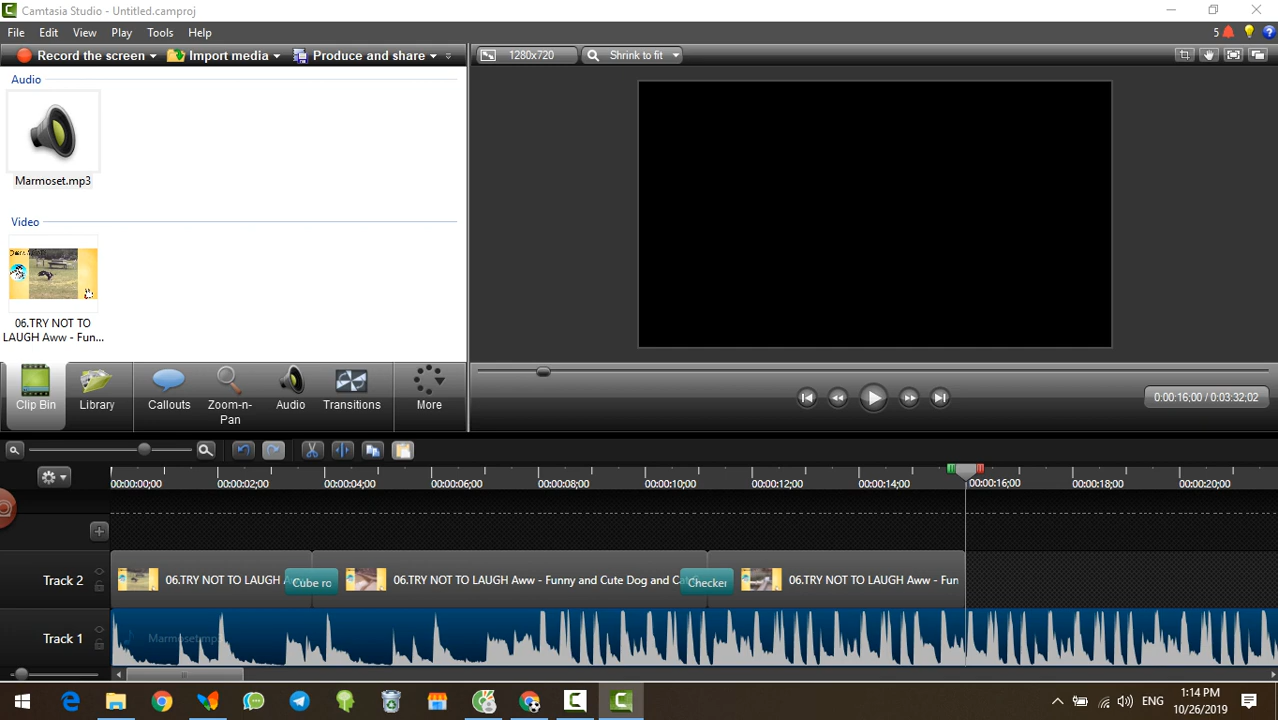 Camtasia Studio - Untitled.camproj
File Edit View Play Tools Help
5
Record the screen Import media Produce and share
1280x720 Shrink to fit
Audio
Marmoset.mp3
Video
06.TRY NOT TO
LAUGH Aww - Fun...
Clip Bin Library Callouts Zoom-n-
Pan Audio Transitions More
0:00:16;00 / 0:03:32;02
00:00:00;00 00:00:02;00 00:00:04;00 00:00:06;00 00:00:08;00 00:00:10;00 00:00:12;00 00:00:14;00 00:00:16;00 00:00:18;00 00:00:20;00
Track 2 06.TRY NOT TO LAUGH A Cube ro 06.TRY NOT TO LAUGH Aww - Funny and Cute Dog and Ca Checker 06.TRY NOT TO LAUGH Aww - Fun
Track 1 Marmoset.mp3
ENG
1:14 PM
10/26/2019